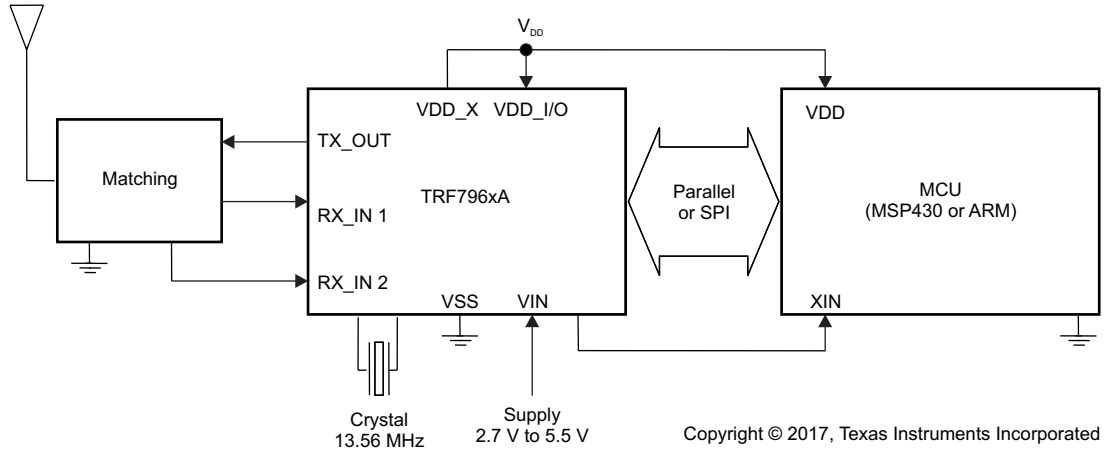 VDD
VDD_X VDD_I/O
TX_OUT
Matching
TRF796xA
RX_IN 1
RX_IN 2
VSS VIN
Parallel
or SPI
VDD
MCU
(MSP430 or ARM)
XIN
Crystal
13.56 MHz
Supply
2.7 V to 5.5 V
Copyright © 2017, Texas Instruments Incorporated